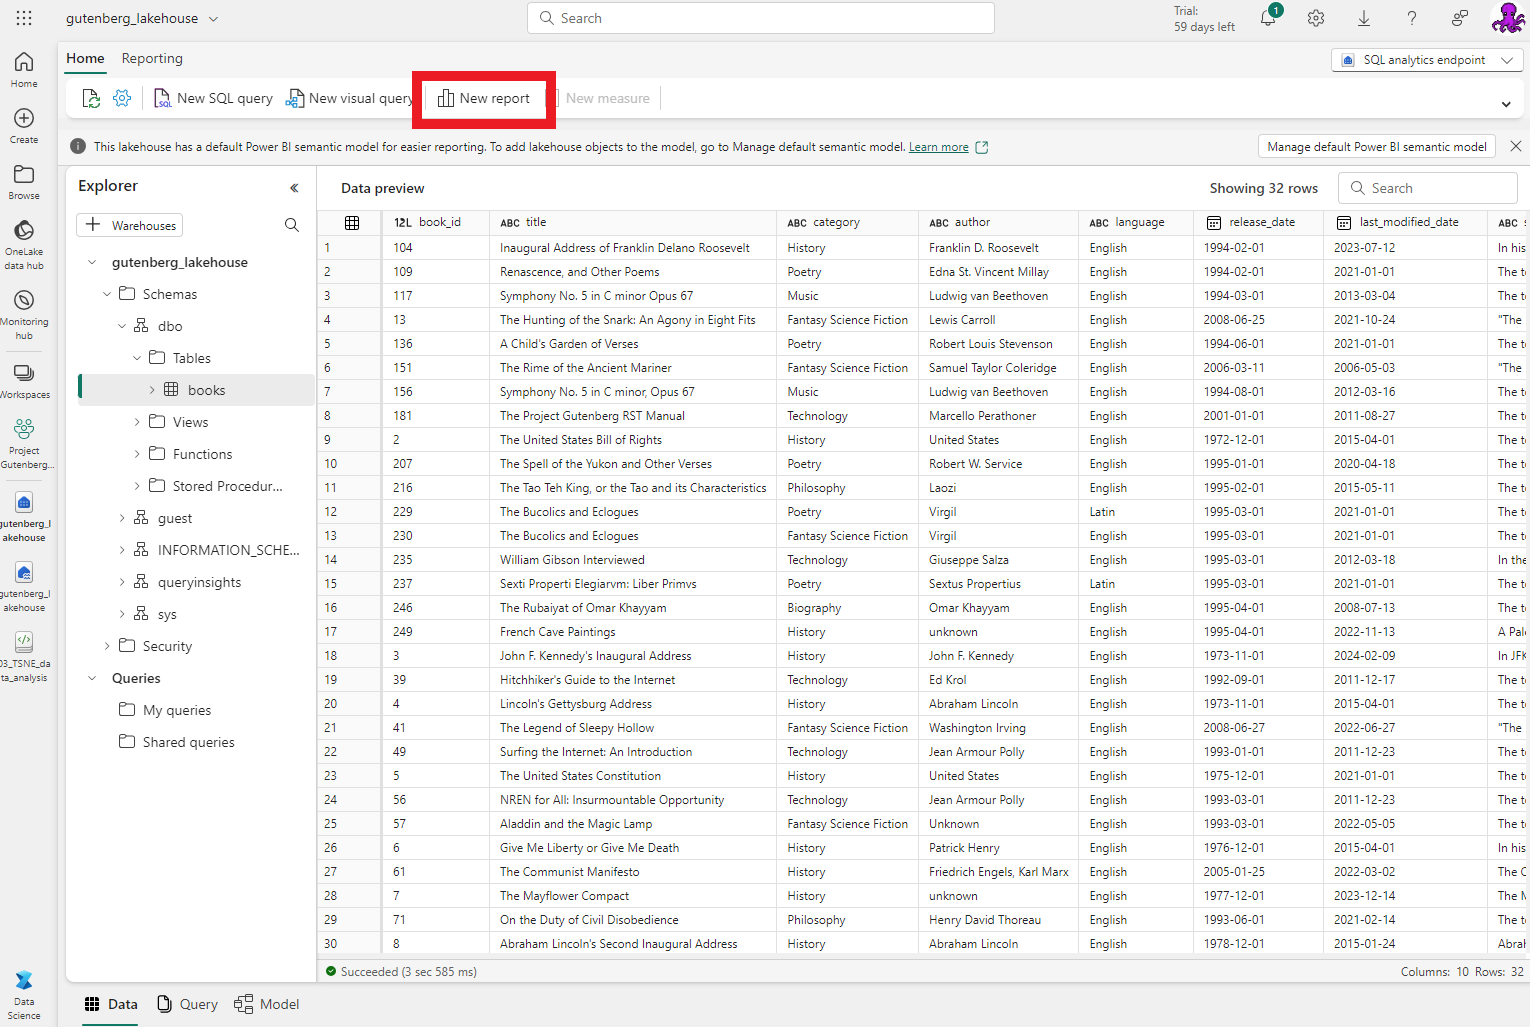 gutenberg_lakehouse
Search
Trial:
59 days left
1
Home
Create
Browse
OneLake
data hub
Monitoring
hub
Workspaces
Project
Gutenberg...
gutenberg_l
akehouse
gutenberg_l
akehouse
03_TSNE_da
ta_analysis
Data
Science
Home Reporting
SQL analytics endpoint
New SQL query New visual query New report New measure
This lakehouse has a default Power BI semantic model for easier reporting. To add lakehouse objects to the model, go to Manage default semantic model. Learn more
Manage default Power BI semantic model
Explorer
Warehouses
gutenberg_lakehouse
Schemas
dbo
Tables
books
Views
Functions
Stored Procedur...
guest
INFORMATION_SCHE...
queryinsights
sys
Security
Queries
My queries
Shared queries
Data preview Showing 32 rows Search
12L book_id ABC title ABC category ABC author ABC language release_date last_modified_date ABC s
1 104 Inaugural Address of Franklin Delano Roosevelt History Franklin D. Roosevelt English 1994-02-01 2023-07-12 In his
2 109 Renascence, and Other Poems Poetry Edna St. Vincent Millay English 1994-02-01 2021-01-01 The t
3 117 Symphony No. 5 in C minor Opus 67 Music Ludwig van Beethoven English 1994-03-01 2013-03-04 The t
4 13 The Hunting of the Snark: An Agony in Eight Fits Fantasy Science Fiction Lewis Carroll English 2008-06-25 2021-10-24 "The
5 136 A Child's Garden of Verses Poetry Robert Louis Stevenson English 1994-06-01 2021-01-01 The t
6 151 The Rime of the Ancient Mariner Fantasy Science Fiction Samuel Taylor Coleridge English 2006-03-11 2006-05-03 "The
7 156 Symphony No. 5 in C minor, Opus 67 Music Ludwig van Beethoven English 1994-08-01 2012-03-16 The t
8 181 The Project Gutenberg RST Manual Technology Marcello Perathoner English 2001-01-01 2011-08-27 The t
9 2 The United States Bill of Rights History United States English 1972-12-01 2015-04-01 The t
10 207 The Spell of the Yukon and Other Verses Poetry Robert W. Service English 1995-01-01 2020-04-18 The t
11 216 The Tao Teh King, or the Tao and its Characteristics Philosophy Laozi English 1995-02-01 2015-05-11 The t
12 229 The Bucolics and Eclogues Poetry Virgil Latin 1995-03-01 2021-01-01 The t
13 230 The Bucolics and Eclogues Fantasy Science Fiction Virgil English 1995-03-01 2021-01-01 The t
14 235 William Gibson Interviewed Technology Giuseppe Salza English 1995-03-01 2012-03-18 In the
15 237 Sexti Properti Elegiarvm: Liber Primvs Poetry Sextus Propertius Latin 1995-03-01 2021-01-01 The t
16 246 The Rubaiyat of Omar Khayyam Biography Omar Khayyam English 1995-04-01 2008-07-13 The t
17 249 French Cave Paintings History unknown English 1995-04-01 2022-11-13 A Pal
18 3 John F. Kennedy's Inaugural Address History John F. Kennedy English 1973-11-01 2024-02-09 In JFK
19 39 Hitchhiker's Guide to the Internet Technology Ed Krol English 1992-09-01 2011-12-17 The t
20 4 Lincoln's Gettysburg Address History Abraham Lincoln English 1973-11-01 2015-04-01 The t
21 41 The Legend of Sleepy Hollow Fantasy Science Fiction Washington Irving English 2008-06-27 2022-06-27 "The
22 49 Surfing the Internet: An Introduction Technology Jean Armour Polly English 1993-01-01 2011-12-23 The t
23 5 The United States Constitution History United States English 1975-12-01 2021-01-01 The t
24 56 NREN for All: Insurmountable Opportunity Technology Jean Armour Polly English 1993-03-01 2011-12-23 The t
25 57 Aladdin and the Magic Lamp Fantasy Science Fiction Unknown English 1993-03-01 2022-05-05 The t
26 6 Give Me Liberty or Give Me Death History Patrick Henry English 1976-12-01 2015-04-01 In his
27 61 The Communist Manifesto History Friedrich Engels, Karl Marx English 2005-01-25 2022-03-02 The C
28 7 The Mayflower Compact History unknown English 1977-12-01 2023-12-14 The M
29 71 On the Duty of Civil Disobedience Philosophy Henry David Thoreau English 1993-06-01 2021-02-14 The t
30 8 Abraham Lincoln's Second Inaugural Address History Abraham Lincoln English 1978-12-01 2015-01-24 Abral
Succeeded (3 sec 585 ms) Columns: 10 Rows: 32
Data Query Model